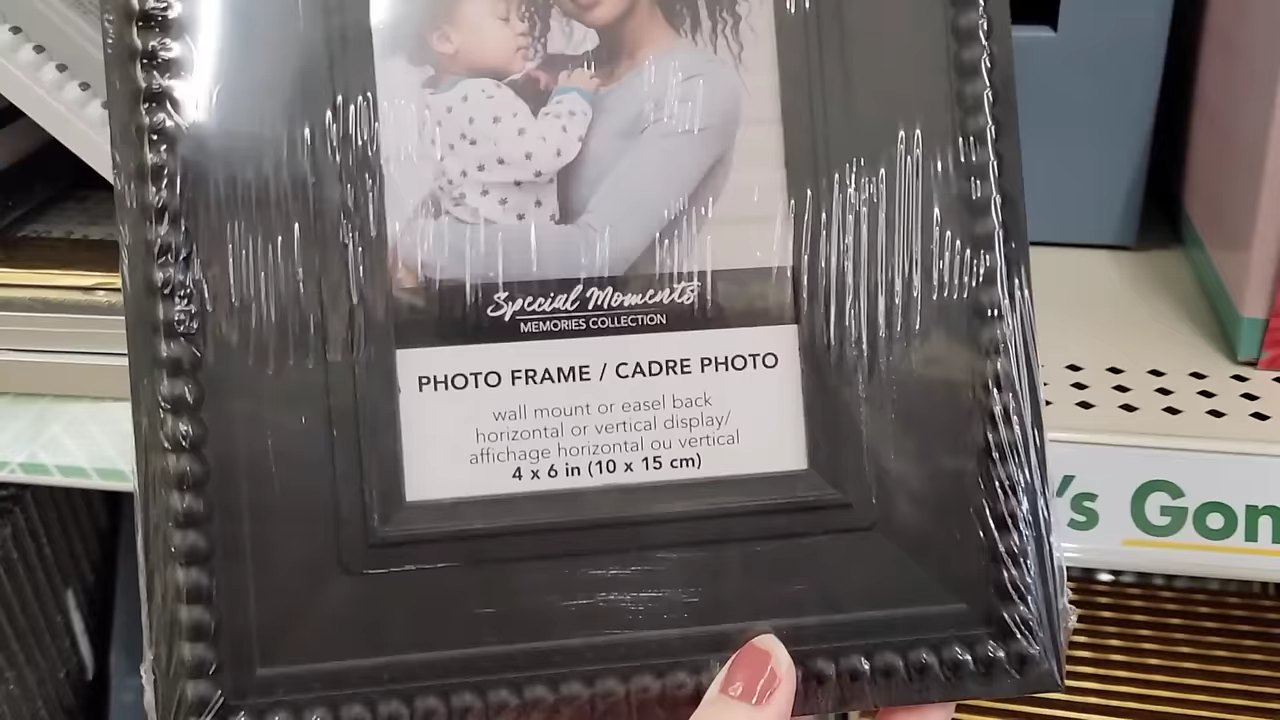 Special Moments
MEMORIES COLLECTION
PHOTO FRAME / CADRE PHOTO
wall mount or easel back
horizontal or vertical display/
affichage horizontal ou vertical
4 x 6 in (10 x 15 cm)
's Gon